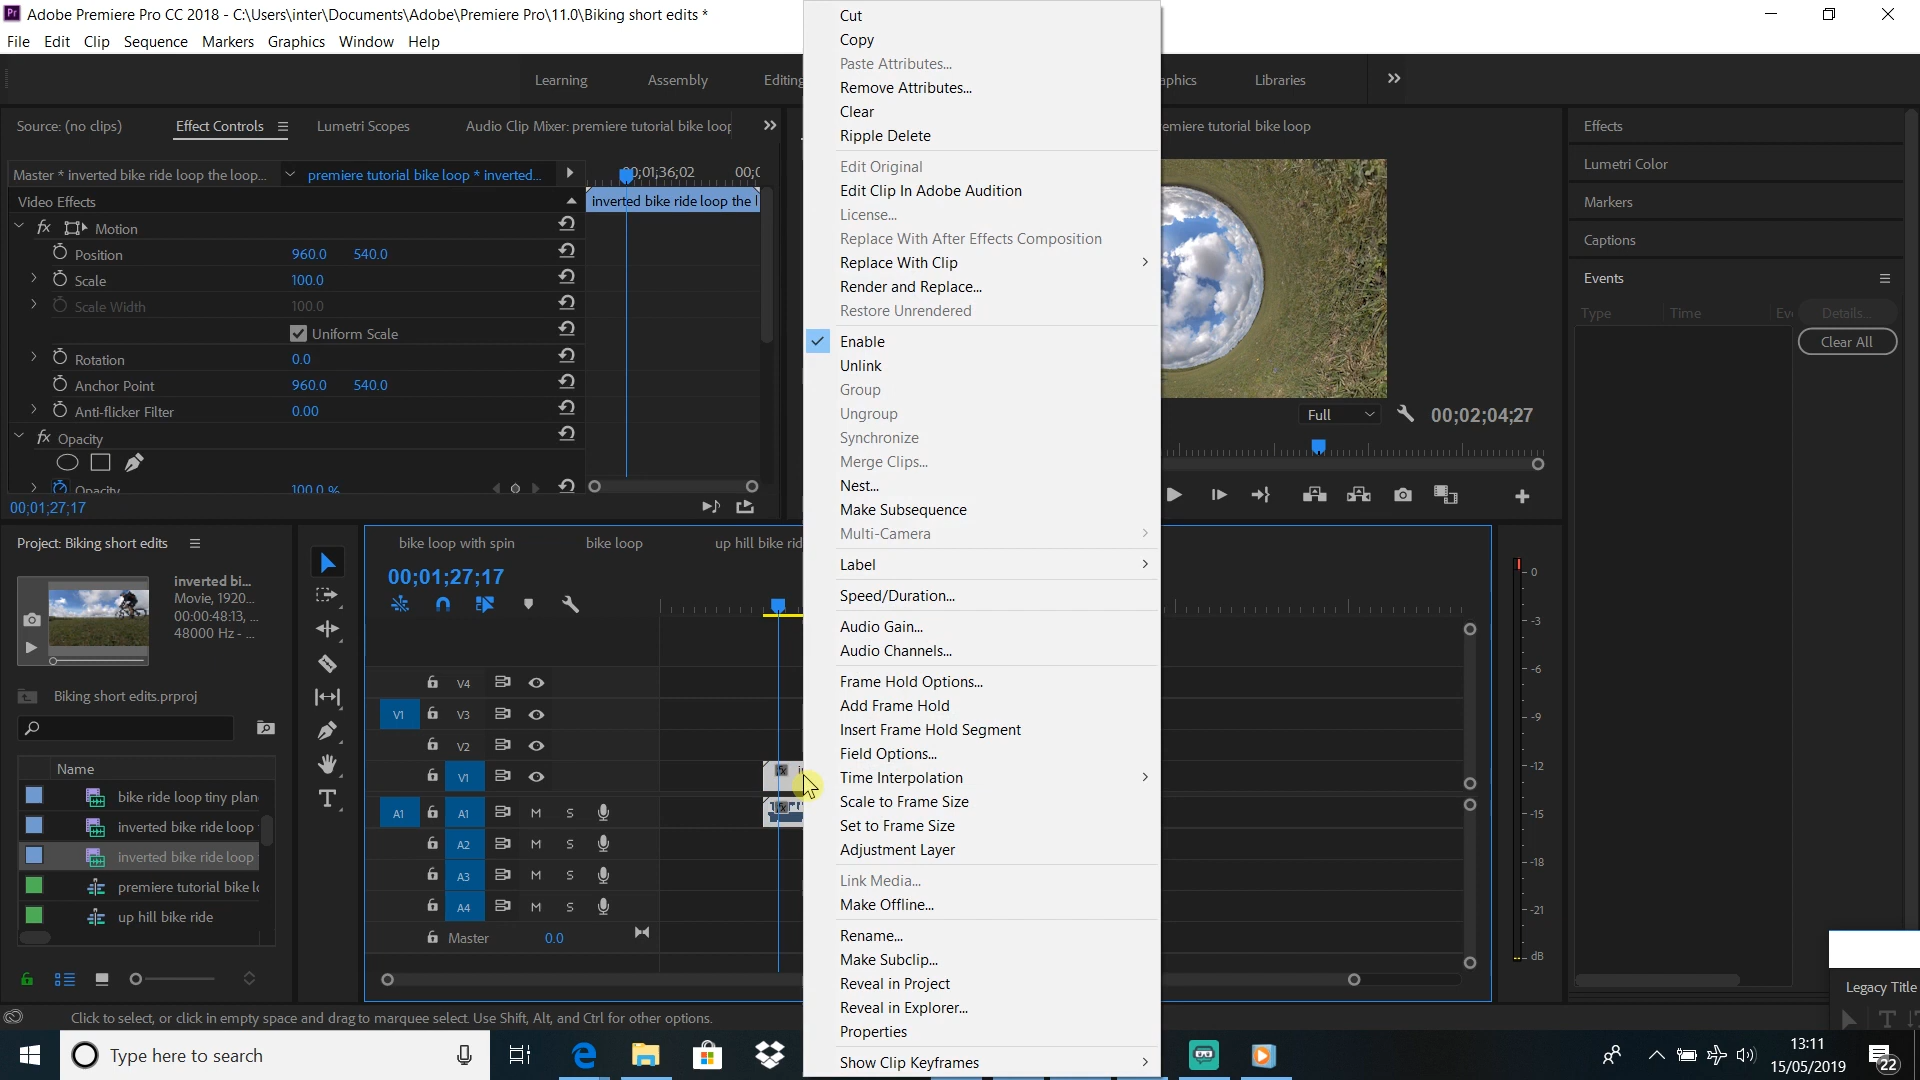 Adobe Premiere Pro CC 2018 - C:\Users\inter\Documents\Adobe\Premiere Pro\11.0\Biking short edits *
File Edit Clip Sequence Markers Graphics Window Help
Learning Assembly Editing Libraries
Source: (no clips) Effect Controls Lumetri Scopes Audio Clip Mixer: premiere tutorial bike loop
Master * inverted bike ride loop the loop... premiere tutorial bike loop * inverted...
Video Effects
Motion
Position 960.0 540.0
Scale 100.0
Scale Width 100.0
Uniform Scale
Rotation 0.0
Anchor Point 960.0 540.0
Anti-flicker Filter 0.00
Opacity
Opacity 100.0 %
00;01;27;17
inverted bike ride loop the l
Cut
Copy
Paste Attributes...
Remove Attributes...
Clear
Ripple Delete
Edit Original
Edit Clip In Adobe Audition
License...
Replace With After Effects Composition
Replace With Clip
Render and Replace...
Restore Unrendered
Enable
Unlink
Group
Ungroup
Synchronize
Merge Clips...
Nest...
Make Subsequence
Multi-Camera
Label
Speed/Duration...
Audio Gain...
Audio Channels...
Frame Hold Options...
Add Frame Hold
Insert Frame Hold Segment
Field Options...
Time Interpolation
Scale to Frame Size
Set to Frame Size
Adjustment Layer
Link Media...
Make Offline...
Rename...
Make Subclip...
Reveal in Project
Reveal in Explorer...
Properties
Show Clip Keyframes
emiere tutorial bike loop
Full 00;02;04;27
Effects
Lumetri Color
Markers
Captions
Events
Type Time Details...
Clear All
Project: Biking short edits
inverted bi...
Movie, 1920...
00:00:48:13, ...
48000 Hz - ...
Biking short edits.prproj
Name
bike ride loop tiny plan
inverted bike ride loop
inverted bike ride loop
premiere tutorial bike lo
up hill bike ride
bike loop with spin bike loop up hill bike rid
00;01;27;17
V4
V1 V3
V2
V1
A1 A1 M S
A2 M S
A3 M S
A4 M S
Master 0.0
0
-3
-6
-9
-12
-15
-18
-21
dB
Legacy Title
Click to select, or click in empty space and drag to marquee select. Use Shift, Alt, and Ctrl for other options.
Type here to search
13:11
15/05/2019
22